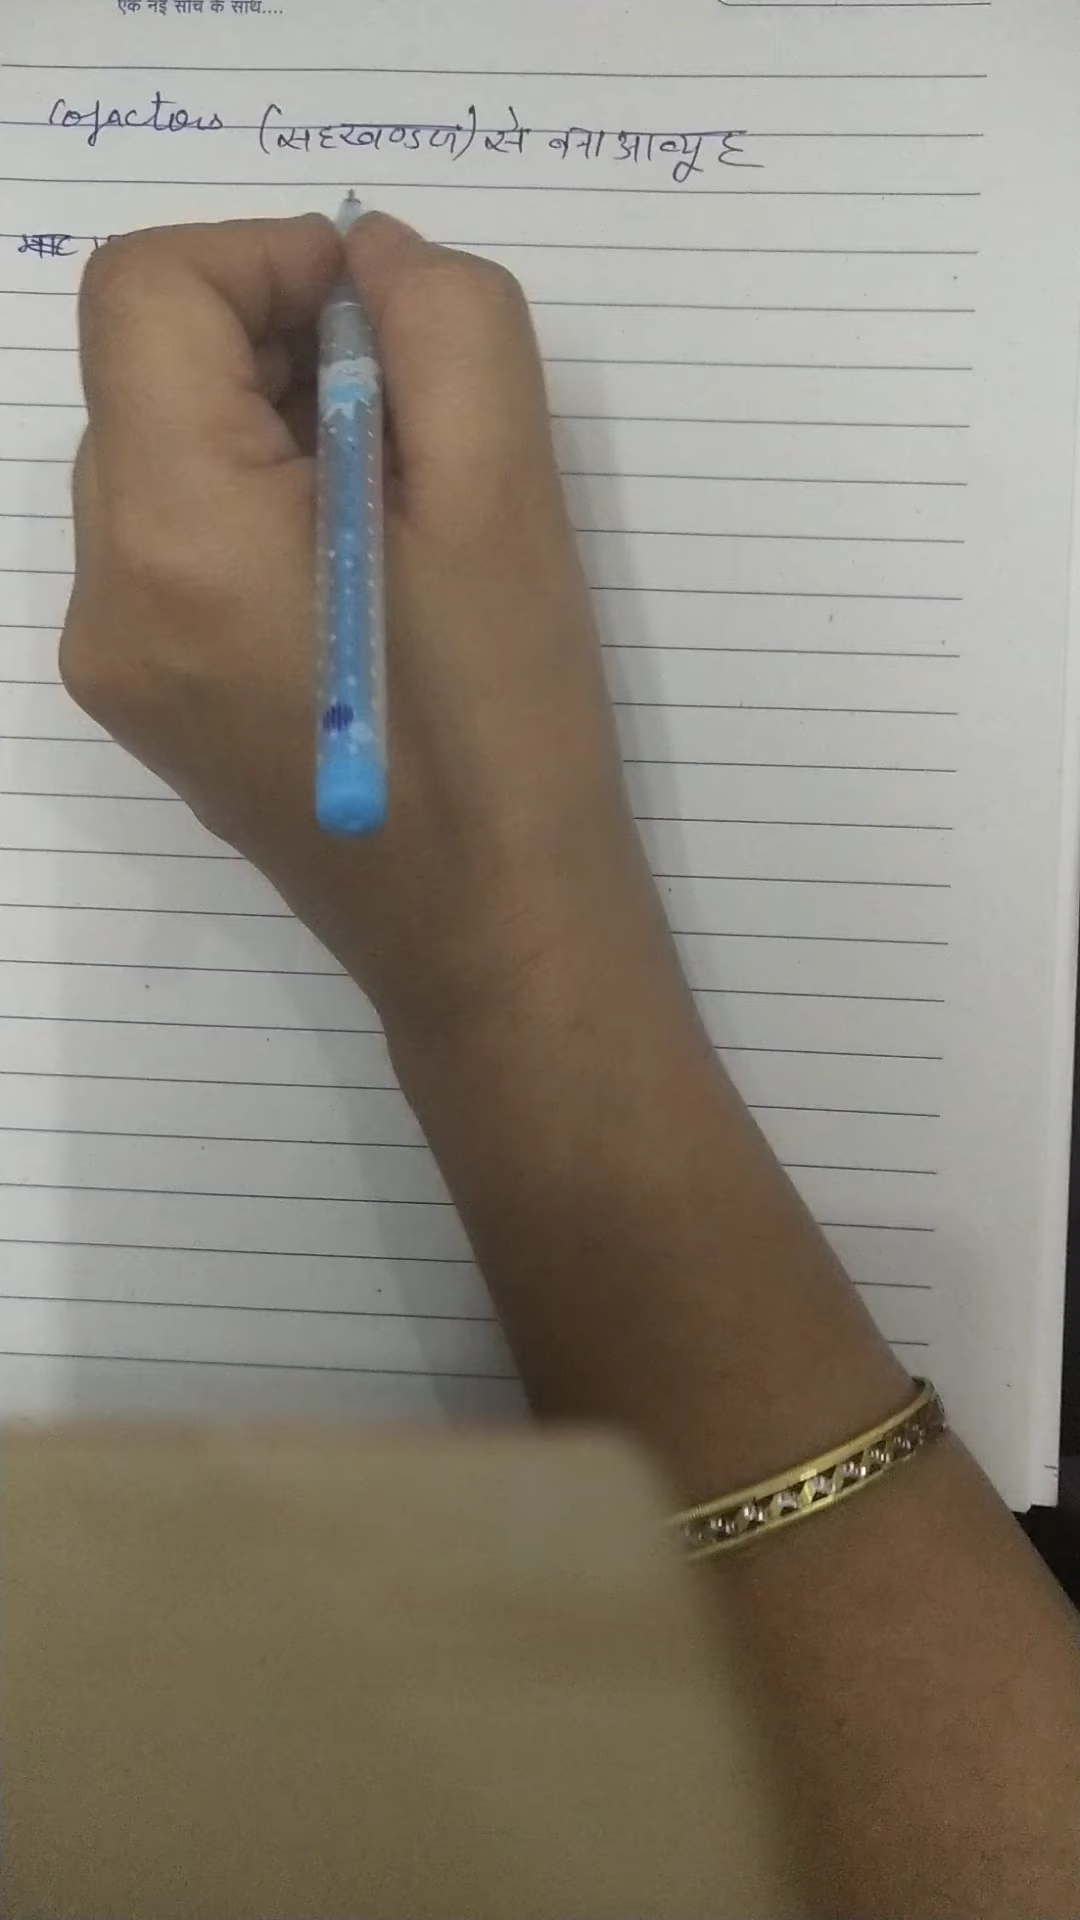 एक नई सोच के साथ....
Cofactors (सहखण्डज) से बना आव्यूह